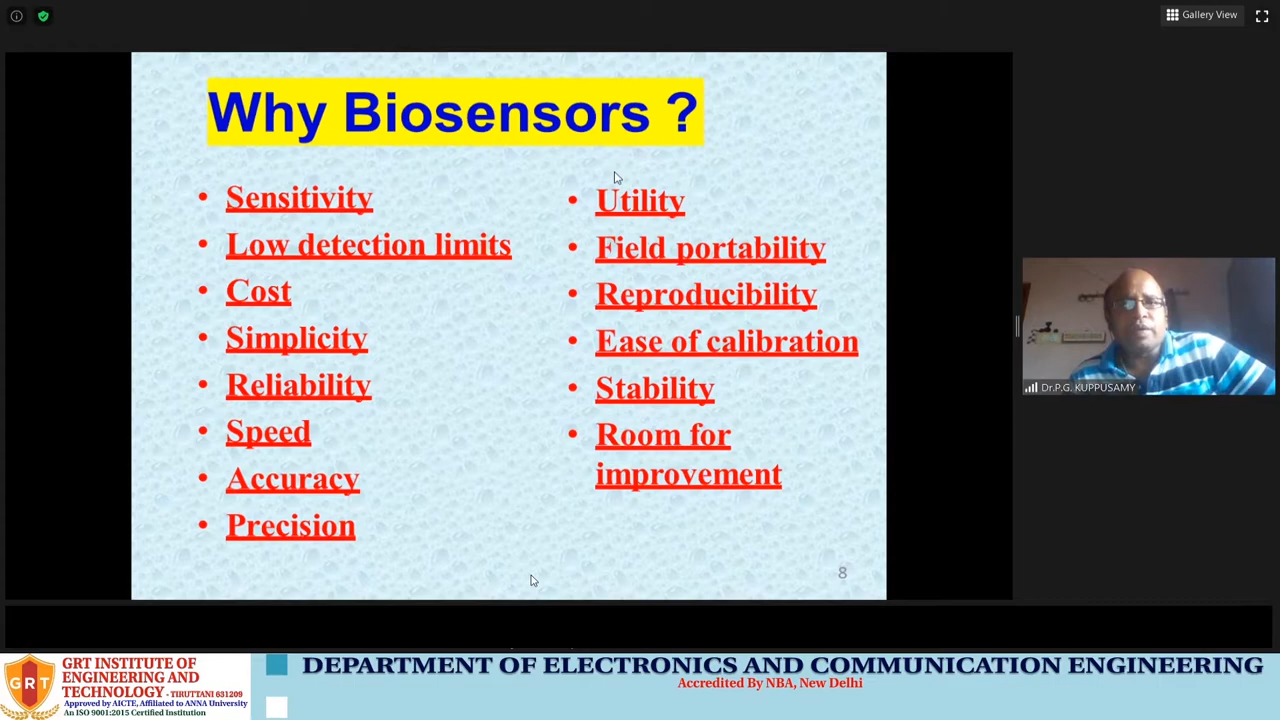 Gallery View
Why Biosensors ?
• Sensitivity
• Low detection limits
• Cost
• Simplicity
• Reliability
• Speed
• Accuracy
• Precision
• Utility
• Field portability
• Reproducibility
• Ease of calibration
• Stability
• Room for
improvement
8
Dr.P.G. KUPPUSAMY
GRT
GRT INSTITUTE OF
ENGINEERING AND
TECHNOLOGY - TIRUTTANI 631209
Approved by AICTE, Affiliated to ANNA University
An ISO 9001:2015 Certified Institution
DEPARTMENT OF ELECTRONICS AND COMMUNICATION ENGINEERING
Accredited By NBA, New Delhi